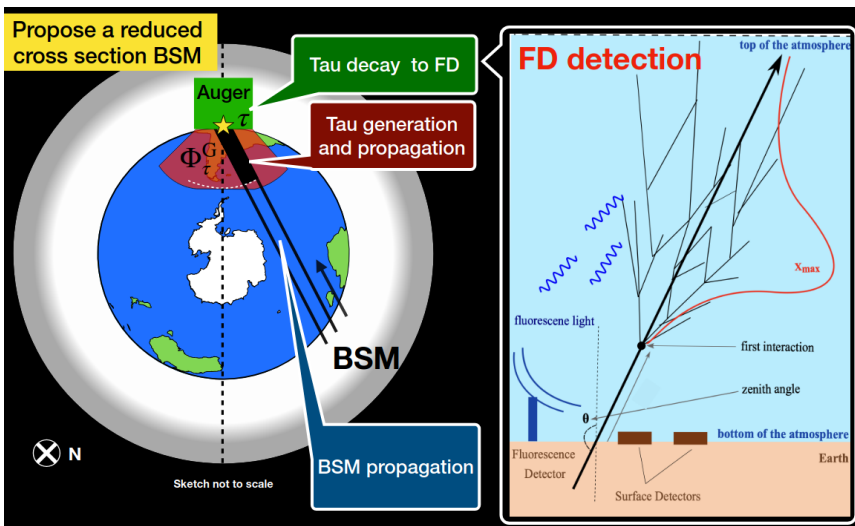 Propose a reduced
cross section BSM
Auger
τ
Φ_τ^G
Tau decay to FD
Tau generation
and propagation
BSM
BSM propagation
N
Sketch not to scale
FD detection
top of the atmosphere
Xmax
fluorescene light
first interaction
zenith angle
θ
bottom of the atmosphere
Fluorescence
Detector
Surface Detectors
Earth